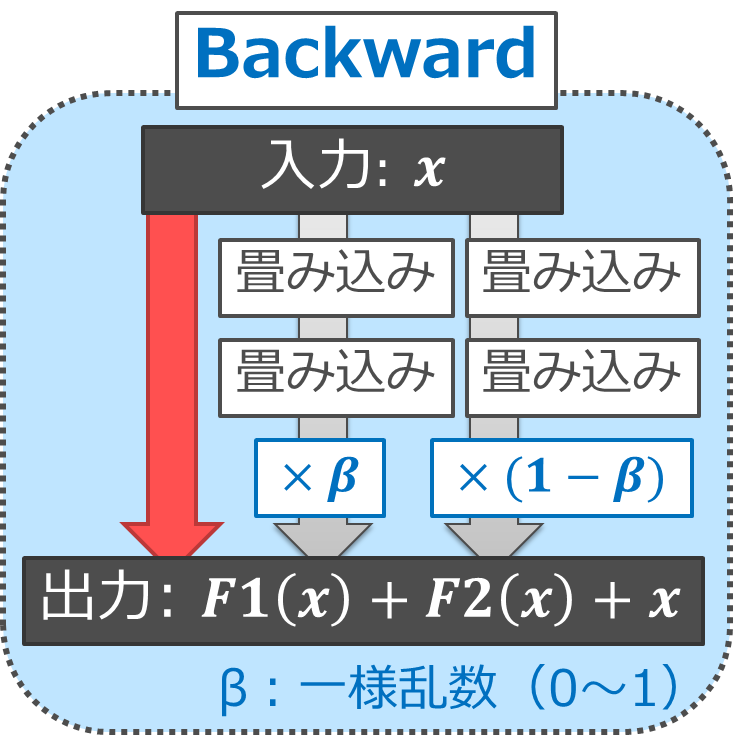 Backward
入力: x
畳み込み 畳み込み
畳み込み 畳み込み
× β × (1 − β)
出力: F1(x) + F2(x) + x
β：一様乱数（0～1）